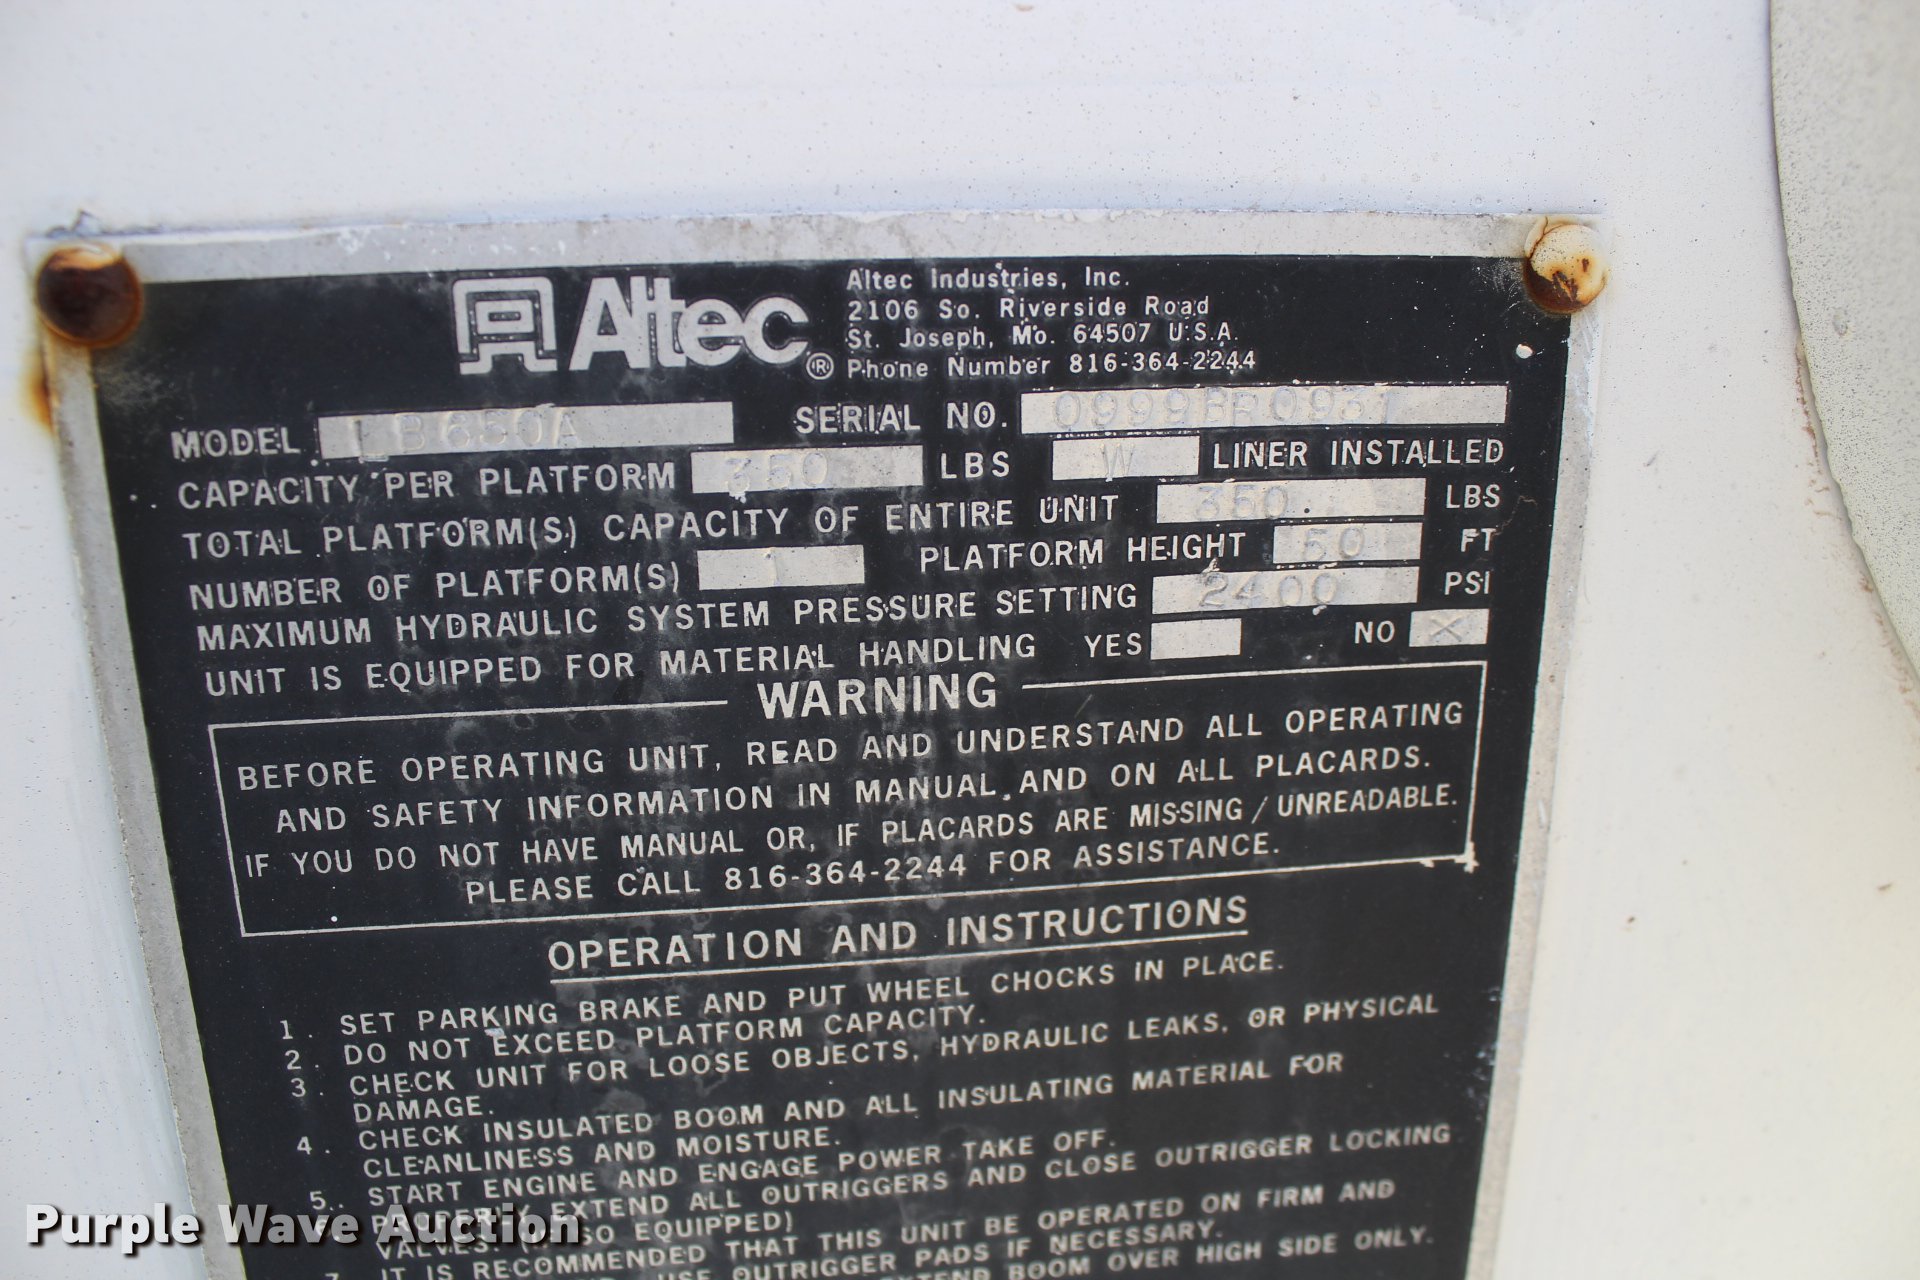 Altec®
Altec Industries, Inc.
2106 So. Riverside Road
St. Joseph, Mo. 64507 U.S.A.
Phone Number 816-364-2244
MODEL LB650A SERIAL NO.
CAPACITY PER PLATFORM 350 LBS W LINER INSTALLED
TOTAL PLATFORM(S) CAPACITY OF ENTIRE UNIT 350 LBS
NUMBER OF PLATFORM(S) 1 PLATFORM HEIGHT FT
MAXIMUM HYDRAULIC SYSTEM PRESSURE SETTING 2400 PSI
UNIT IS EQUIPPED FOR MATERIAL HANDLING YES NO X
WARNING
BEFORE OPERATING UNIT, READ AND UNDERSTAND ALL OPERATING
AND SAFETY INFORMATION IN MANUAL AND ON ALL PLACARDS.
IF YOU DO NOT HAVE MANUAL OR, IF PLACARDS ARE MISSING/UNREADABLE.
PLEASE CALL 816-364-2244 FOR ASSISTANCE.
OPERATION AND INSTRUCTIONS
1. SET PARKING BRAKE AND PUT WHEEL CHOCKS IN PLACE.
2. DO NOT EXCEED PLATFORM CAPACITY.
3. CHECK UNIT FOR LOOSE OBJECTS, HYDRAULIC LEAKS, OR PHYSICAL
DAMAGE.
4. CHECK INSULATED BOOM AND ALL INSULATING MATERIAL FOR
CLEANLINESS AND MOISTURE.
5. START ENGINE AND ENGAGE POWER TAKE OFF.
6. PROPERLY EXTEND ALL OUTRIGGERS AND CLOSE OUTRIGGER LOCKING
VALVES. (IF SO EQUIPPED)
7. IT IS RECOMMENDED THAT THIS UNIT BE OPERATED ON FIRM AND
USE OUTRIGGER PADS IF NECESSARY.
EXTEND BOOM OVER HIGH SIDE ONLY.
Purple Wave Auction